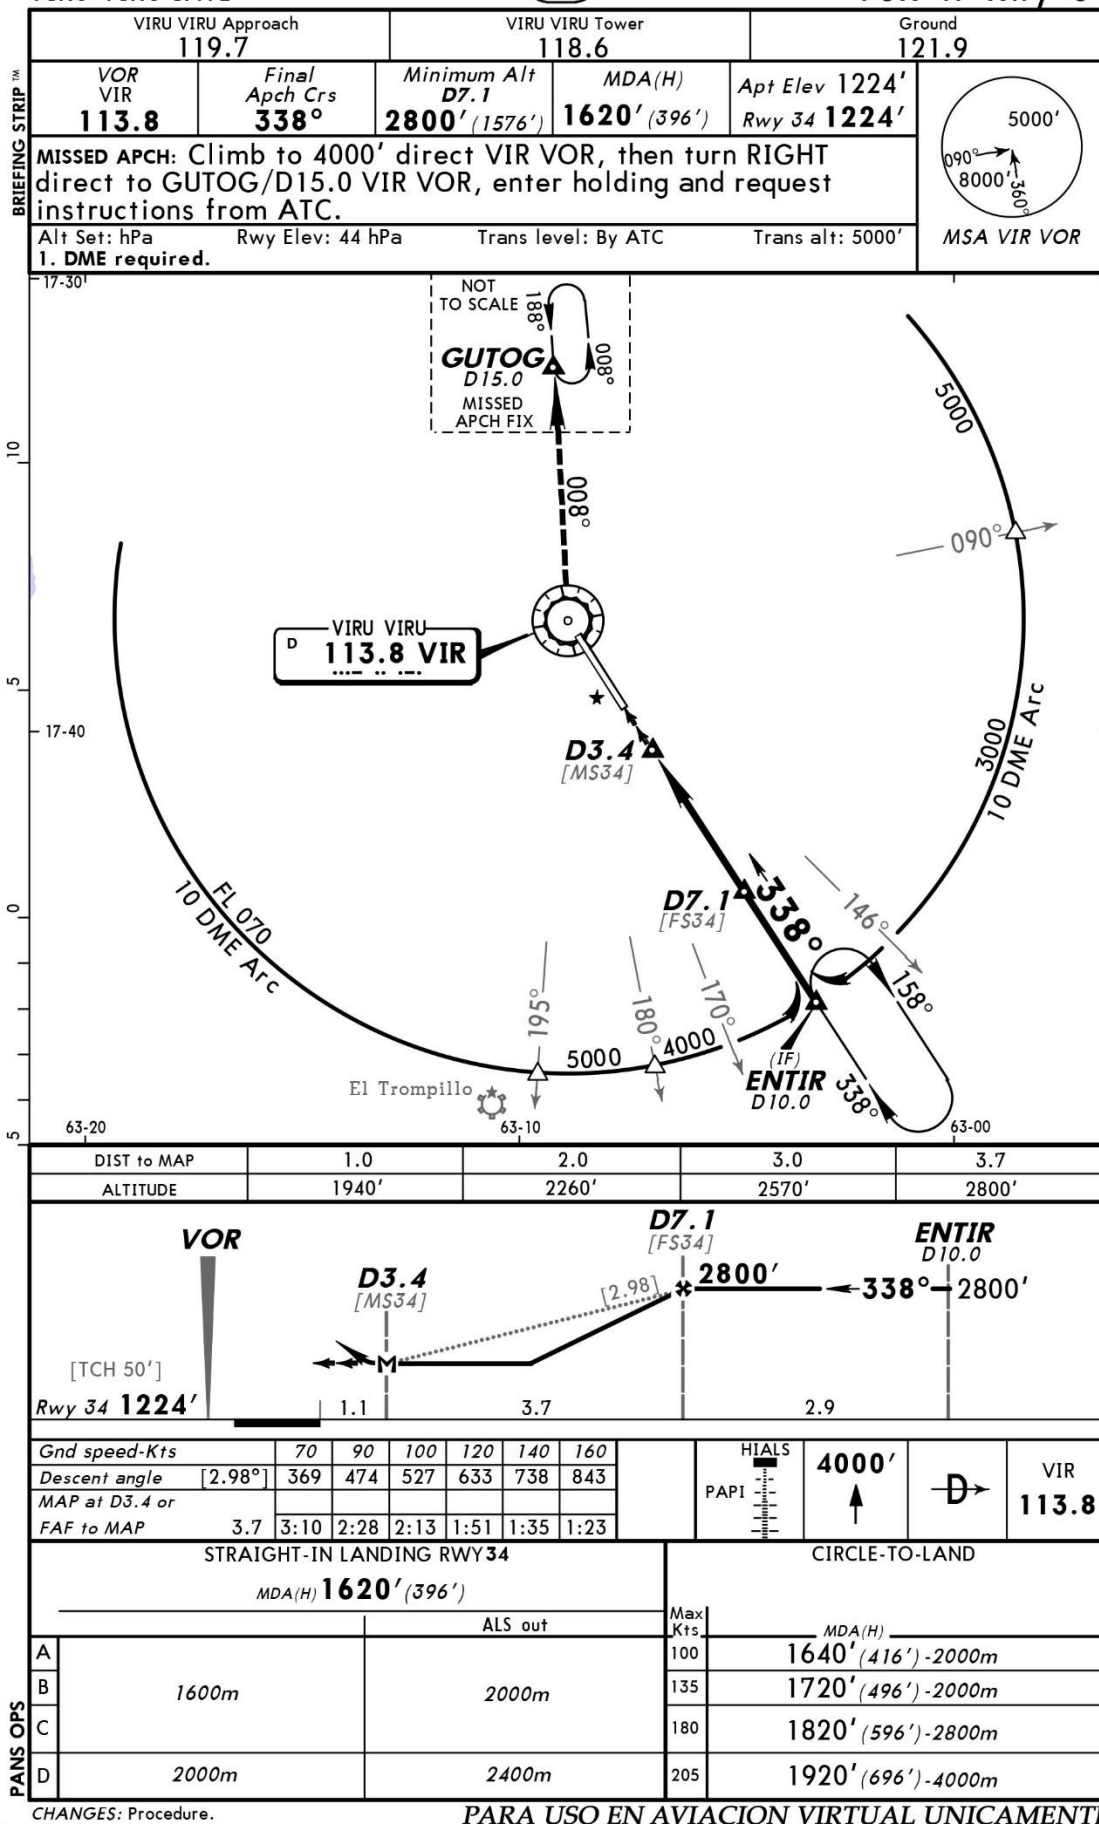 VIRU VIRU Approach
119.7
VIRU VIRU Tower
118.6
Ground
121.9
BRIEFING STRIP ™
VOR
VIR
113.8
Final
Apch Crs
338°
Minimum Alt
D7.1
2800' (1576')
MDA(H)
1620' (396')
Apt Elev 1224'
Rwy 34 1224'
5000'
090°
8000'
360°
MSA VIR VOR
MISSED APCH: Climb to 4000' direct VIR VOR, then turn RIGHT
direct to GUTOG/D15.0 VIR VOR, enter holding and request
instructions from ATC.
Alt Set: hPa Rwy Elev: 44 hPa Trans level: By ATC Trans alt: 5000'
1. DME required.
17-30'
NOT
TO SCALE
188°
008°
GUTOG
D15.0
MISSED
APCH FIX
008°
5000
090°
10
VIRU VIRU
D 113.8 VIR
5
17-40
3000
10 DME Arc
D3.4
[MS34]
D7.1
[FS34]
338°
146°
158°
0
FL 070
10 DME Arc
195°
180°
170°
5000
4000
(IF)
ENTIR
D10.0
338°
El Trompillo
5
63-20
63-10
63-00
DIST to MAP 1.0 2.0 3.0 3.7
ALTITUDE 1940' 2260' 2570' 2800'
VOR
D3.4
[MS34]
D7.1
[FS34]
ENTIR
D10.0
[2.98]
2800'
338°
2800'
M
[TCH 50']
Rwy 34 1224'
1.1
3.7
2.9
Gnd speed-Kts 70 90 100 120 140 160
Descent angle [2.98°] 369 474 527 633 738 843
MAP at D3.4 or
FAF to MAP 3.7 3:10 2:28 2:13 1:51 1:35 1:23
HIALS
PAPI
4000'
D
VIR
113.8
STRAIGHT-IN LANDING RWY 34
MDA(H) 1620' (396')
ALS out
CIRCLE-TO-LAND
Max
Kts
MDA(H)
A
B
C
D
1600m
2000m
2000m
2400m
100 1640' (416') -2000m
135 1720' (496') -2000m
180 1820' (596') -2800m
205 1920' (696') -4000m
PANS OPS
CHANGES: Procedure.
PARA USO EN AVIACION VIRTUAL UNICAMENTE